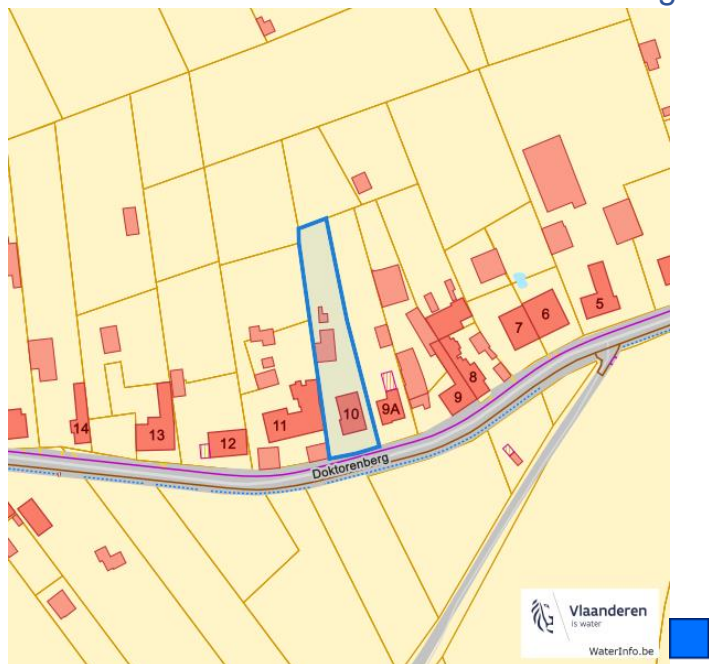 5
6
7
8
9
9A
10
11
12
13
14
Doktorenberg
Vlaanderen
is water
WaterInfo.be